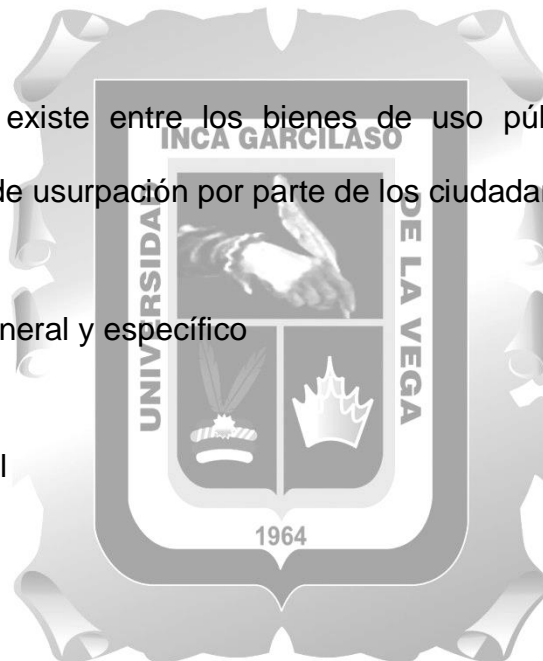 existe entre los bienes de uso púl
INCA GARCILASO
de usurpación por parte de los ciudadar
UNIVERSIDAD
DE LA VEGA
neral y específico
l
1964